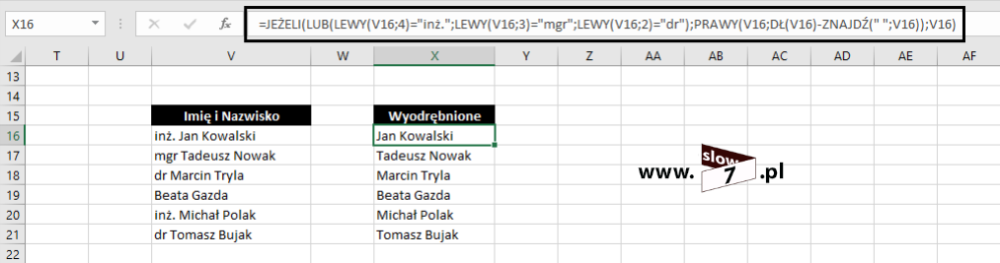 X16 fx =JEŻELI(LUB(LEWY(V16;4)="inż.";LEWY(V16;3)="mgr";LEWY(V16;2)="dr");PRAWY(V16;DŁ(V16)-ZNAJDŹ(" ";V16));V16)
T U V W X Y Z AA AB AC AD AE AF
13
14
15 Imię i Nazwisko Wyodrębnione
16 inż. Jan Kowalski Jan Kowalski
17 mgr Tadeusz Nowak Tadeusz Nowak
18 dr Marcin Tryla Marcin Tryla
19 Beata Gazda Beata Gazda
20 inż. Michał Polak Michał Polak
21 dr Tomasz Bujak Tomasz Bujak
22
www.slow7.pl